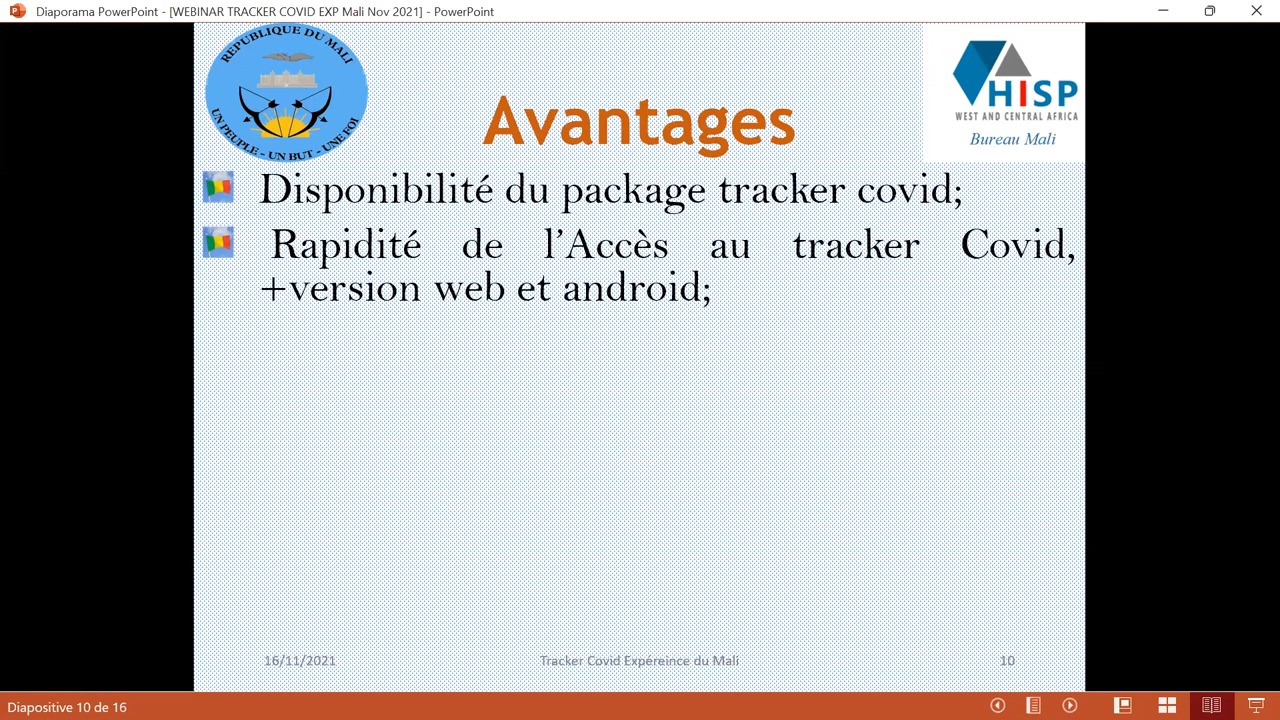 Diaporama PowerPoint - [WEBINAR TRACKER COVID EXP Mali Nov 2021] - PowerPoint
REPUBLIQUE DU MALI
UN PEUPLE - UN BUT - UNE FOI
HISP
WEST AND CENTRAL AFRICA
Bureau Mali
Avantages
Disponibilité du package tracker covid;
Rapidité de l’Accès au tracker Covid,
+version web et android;
16/11/2021
Tracker Covid Expéreince du Mali
10
Diapositive 10 de 16